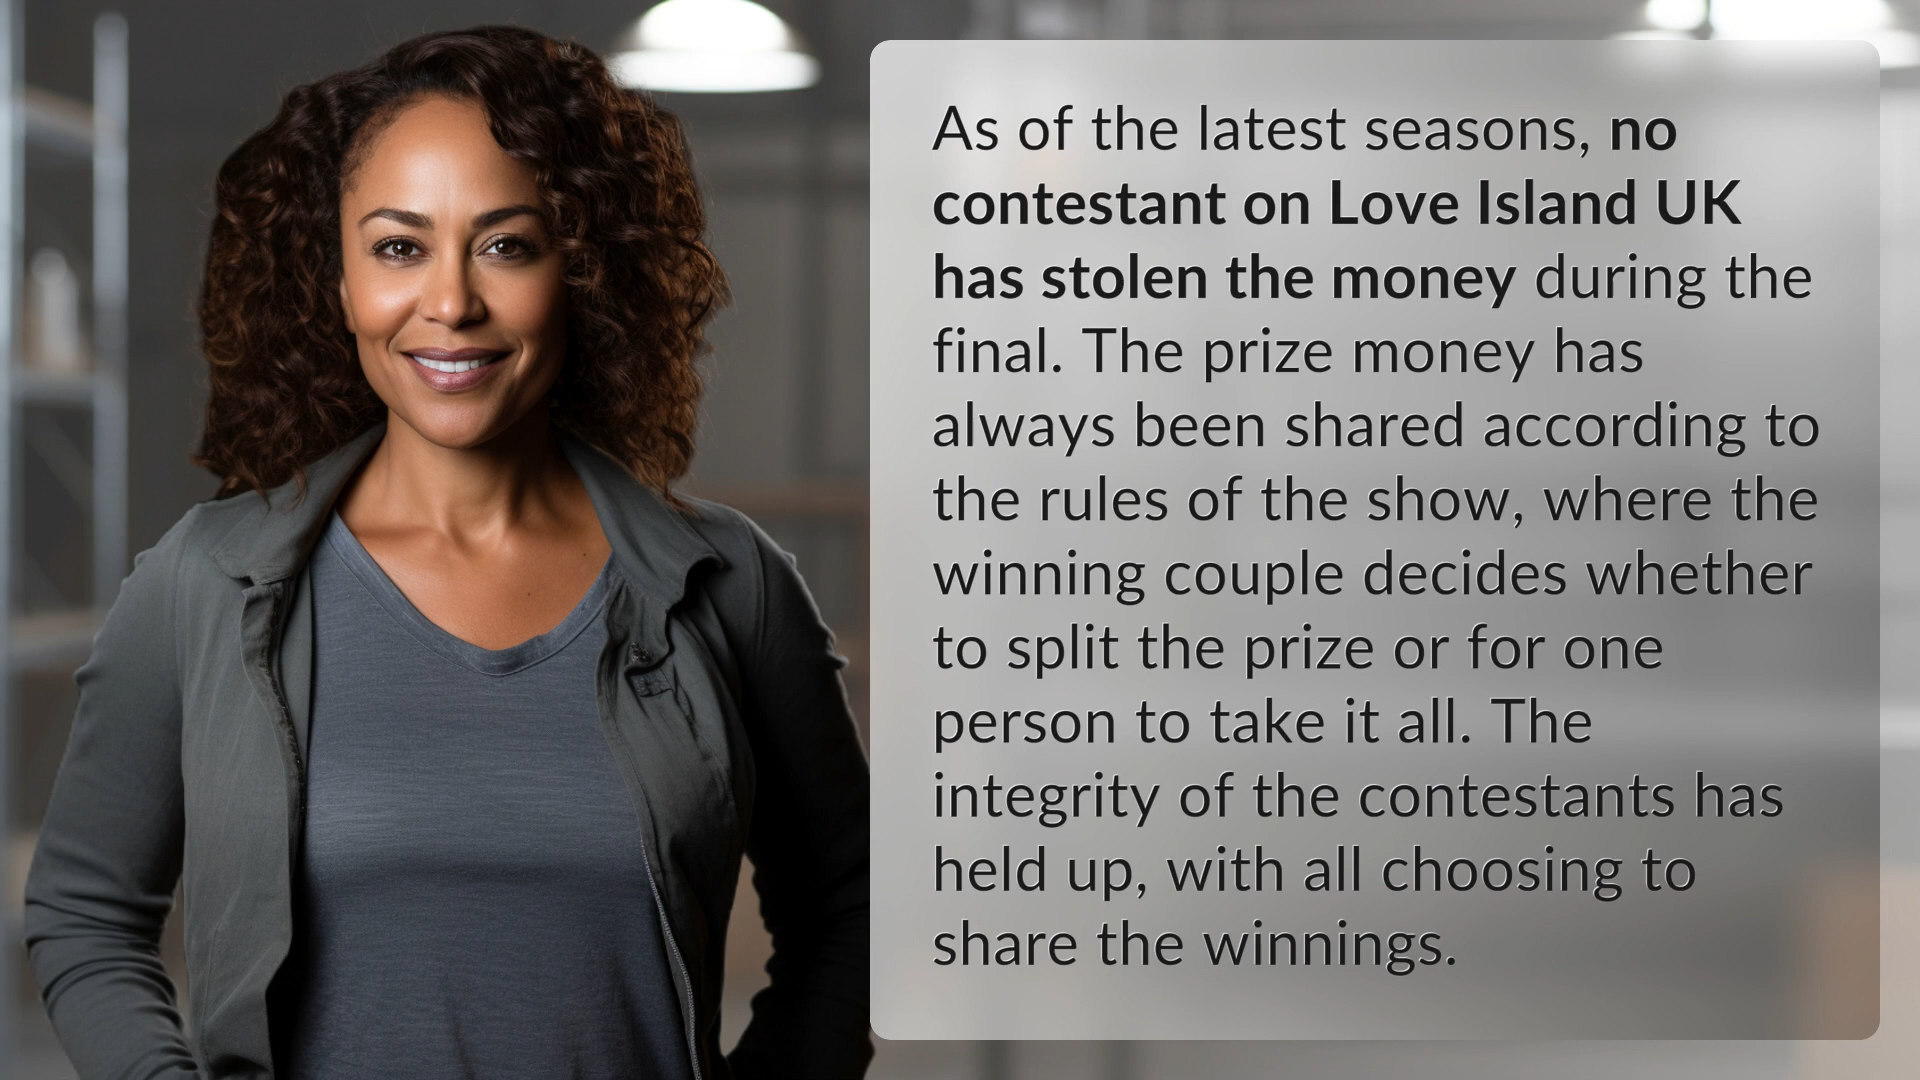 As of the latest seasons, no
contestant on Love Island UK
has stolen the money during the
final. The prize money has
always been shared according to
the rules of the show, where the
winning couple decides whether
to split the prize or for one
person to take it all. The
integrity of the contestants has
held up, with all choosing to
share the winnings.